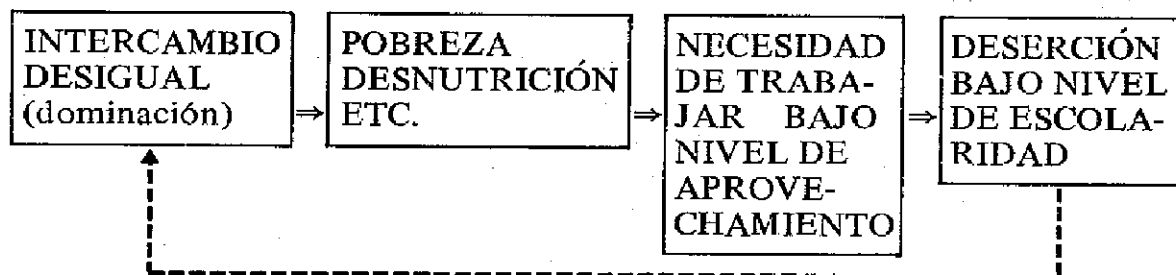 INTERCAMBIO
DESIGUAL
(dominación)
POBREZA
DESNUTRICIÓN
ETC.
NECESIDAD
DE TRABA-
JAR BAJO
NIVEL DE
APROVE-
CHAMIENTO
DESERCIÓN
BAJO NIVEL
DE ESCOLA-
RIDAD